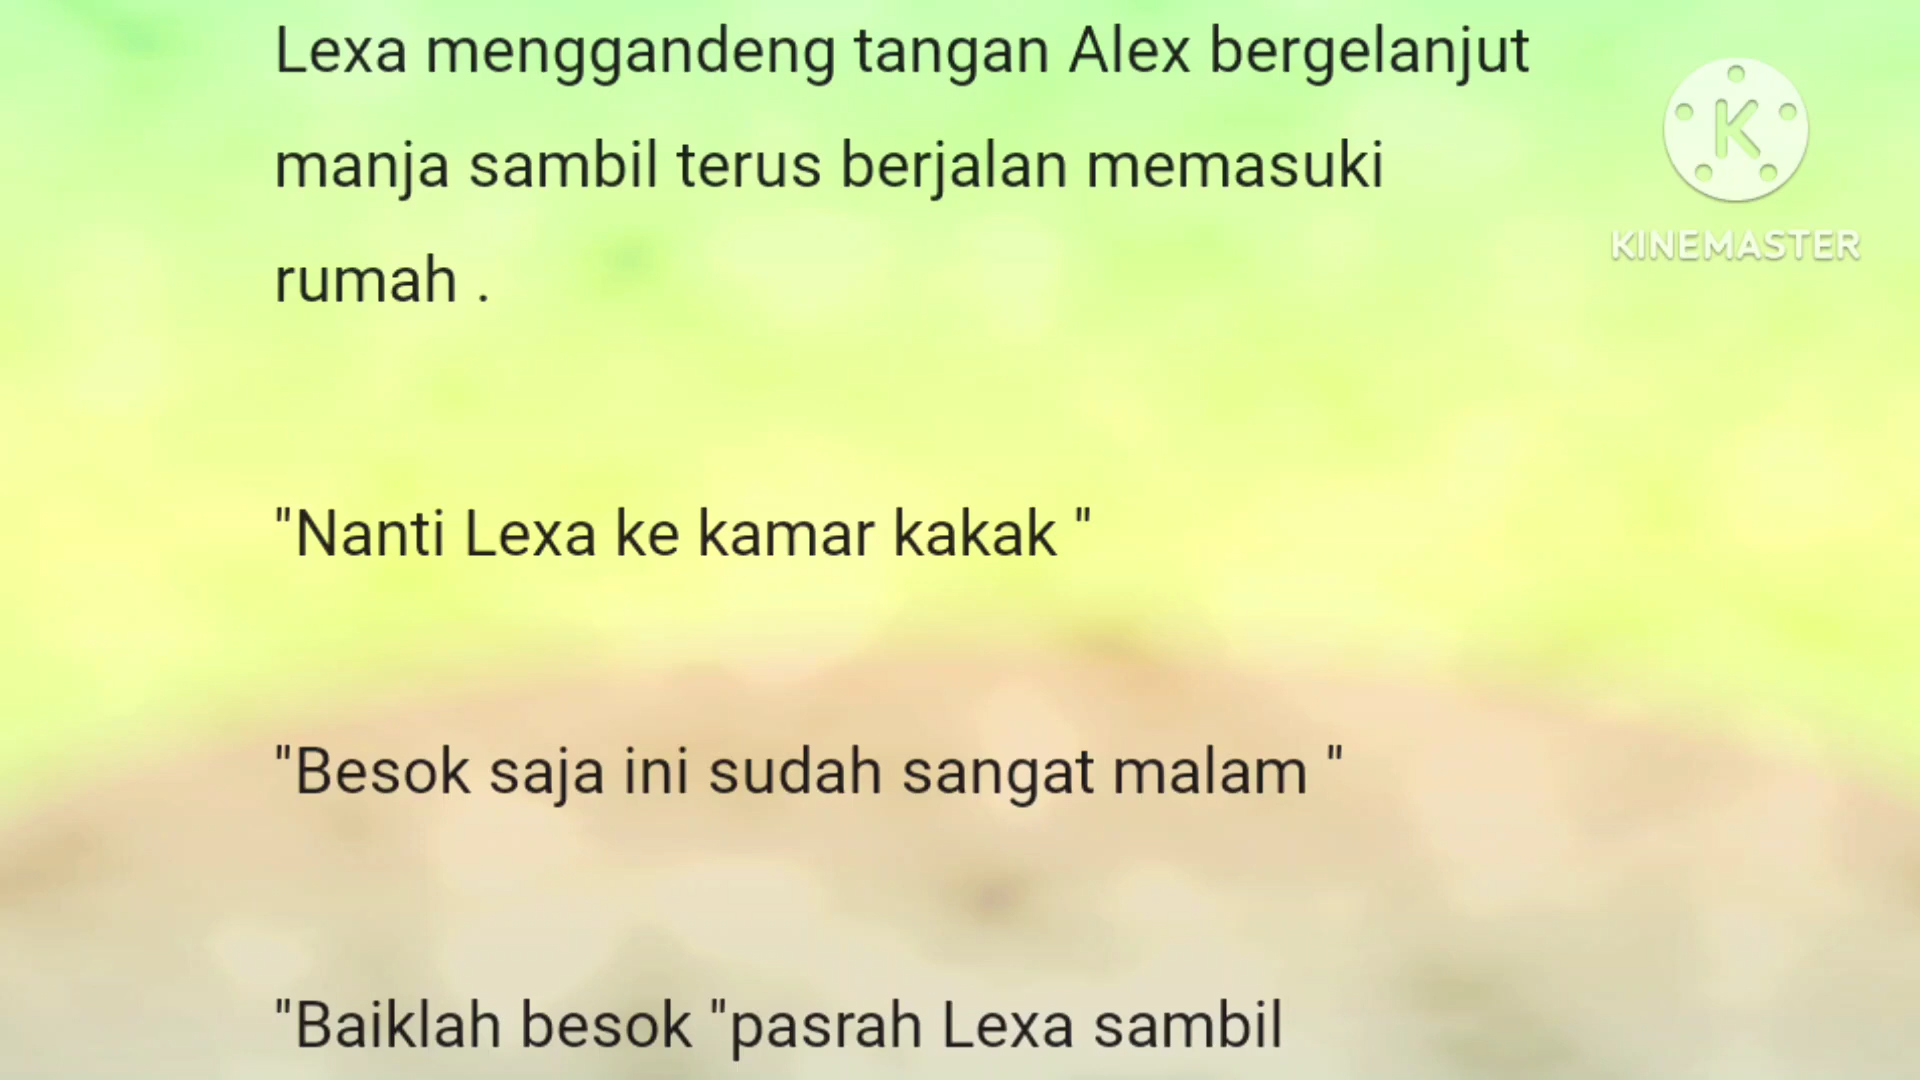 Lexa menggandeng tangan Alex bergelanjut
manja sambil terus berjalan memasuki
rumah .
"Nanti Lexa ke kamar kakak "
"Besok saja ini sudah sangat malam "
"Baiklah besok "pasrah Lexa sambil
K
KINEMASTER